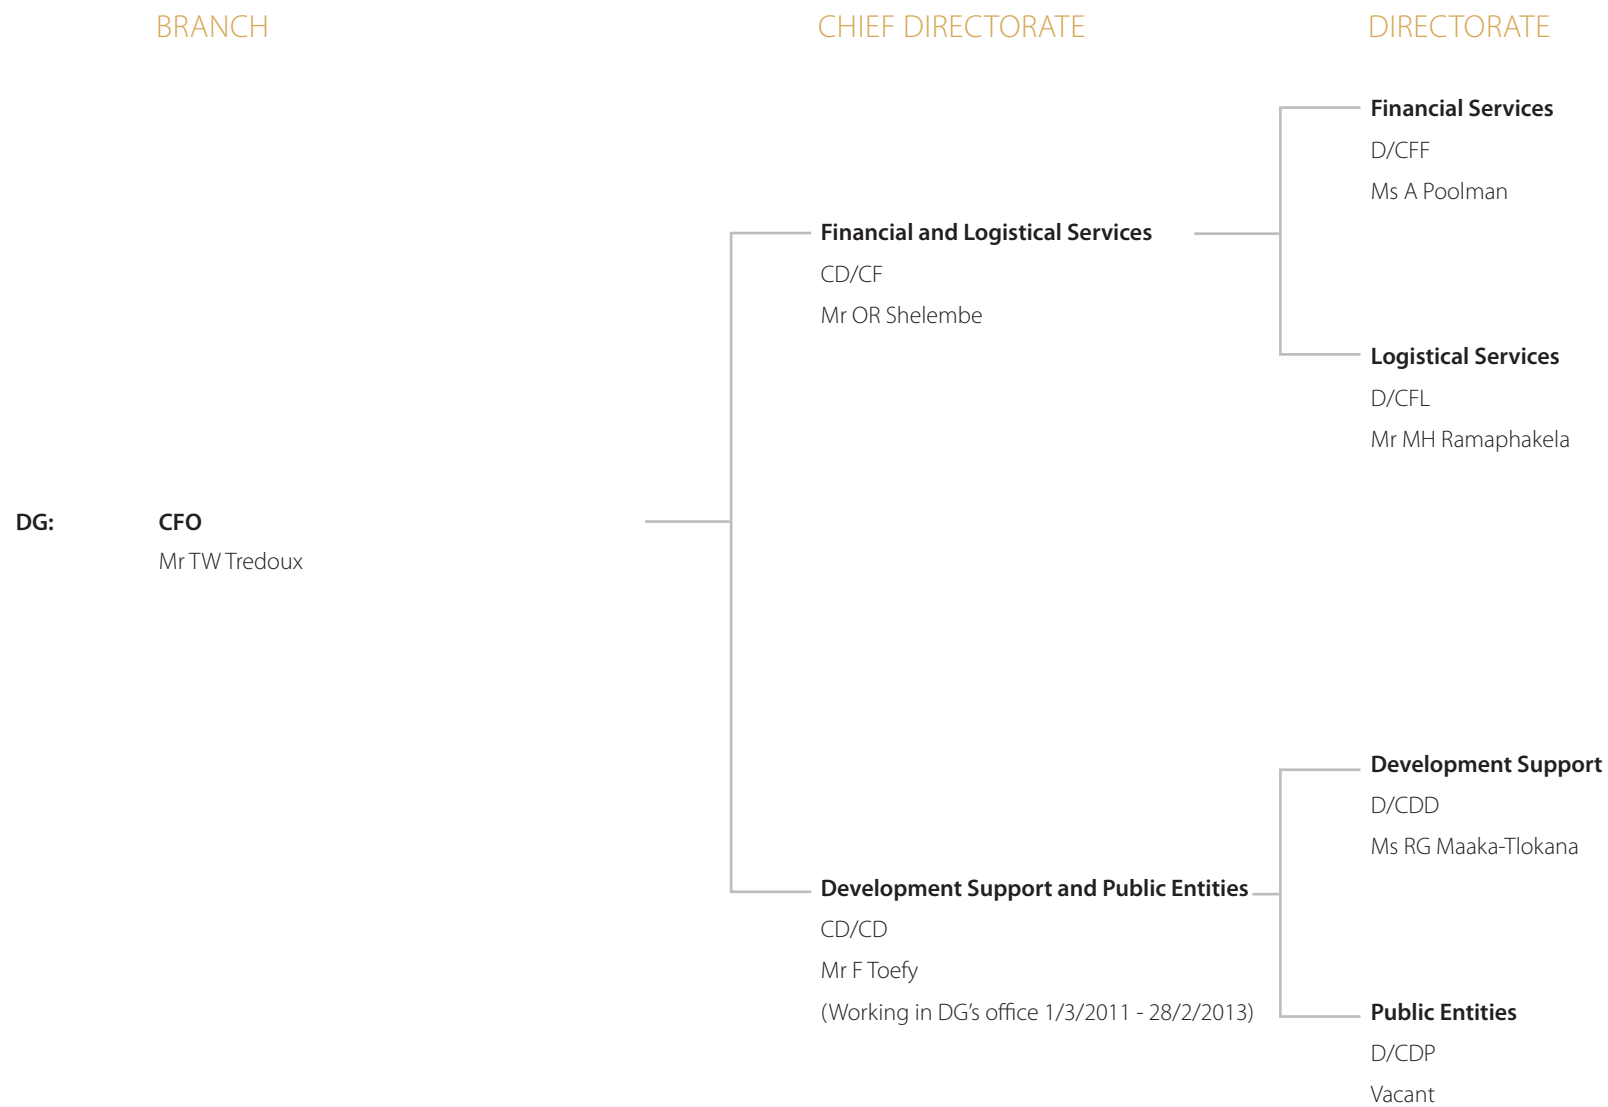 BRANCH
CHIEF DIRECTORATE
DIRECTORATE
DG:
CFO
Mr TW Tredoux
Financial and Logistical Services
CD/CF
Mr OR Shelembe
Financial Services
D/CFF
Ms A Poolman
Logistical Services
D/CFL
Mr MH Ramaphakela
Development Support and Public Entities
CD/CD
Mr F Toefy
(Working in DG’s office 1/3/2011 - 28/2/2013)
Development Support
D/CDD
Ms RG Maaka-Tlokana
Public Entities
D/CDP
Vacant